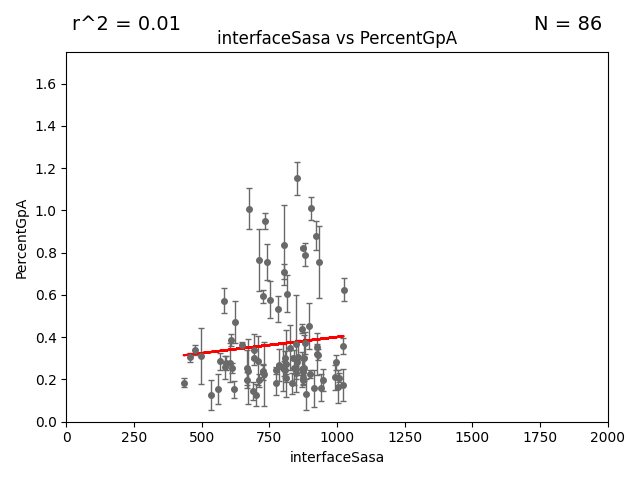 r^2 = 0.01
N = 86
interfaceSasa vs PercentGpA
1.6
1.4
1.2
1.0
0.8
0.6
0.4
0.2
0.0
PercentGpA
0 250 500 750 1000 1250 1500 1750 2000
interfaceSasa